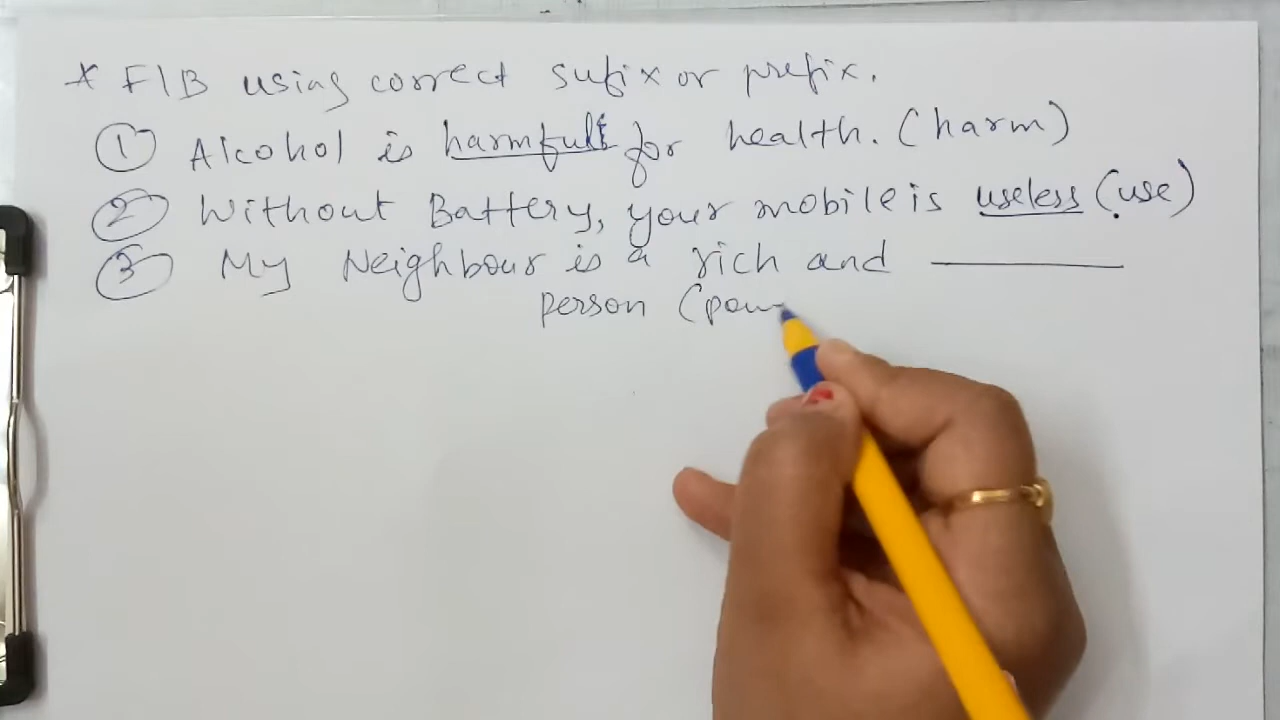 * FIB using correct sufix or prefix.
① Alcohol is harmful for health. (harm)
② Without Battery, your mobile is useless (use)
③ My Neighbour is a rich and ________
person (pow